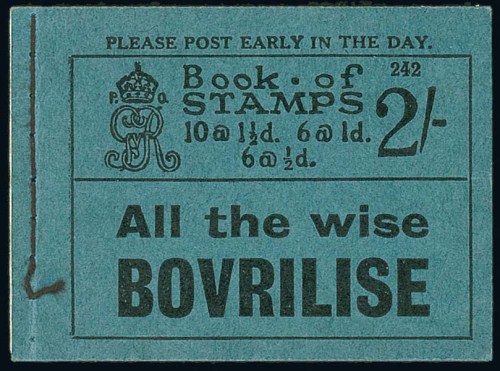 PLEASE POST EARLY IN THE DAY.
242
P. O.
GR
Book • of
STAMPS
10 @ 1½d. 6 @ 1d.
6 @ ½d.
2/-
All the wise
BOVRILISE